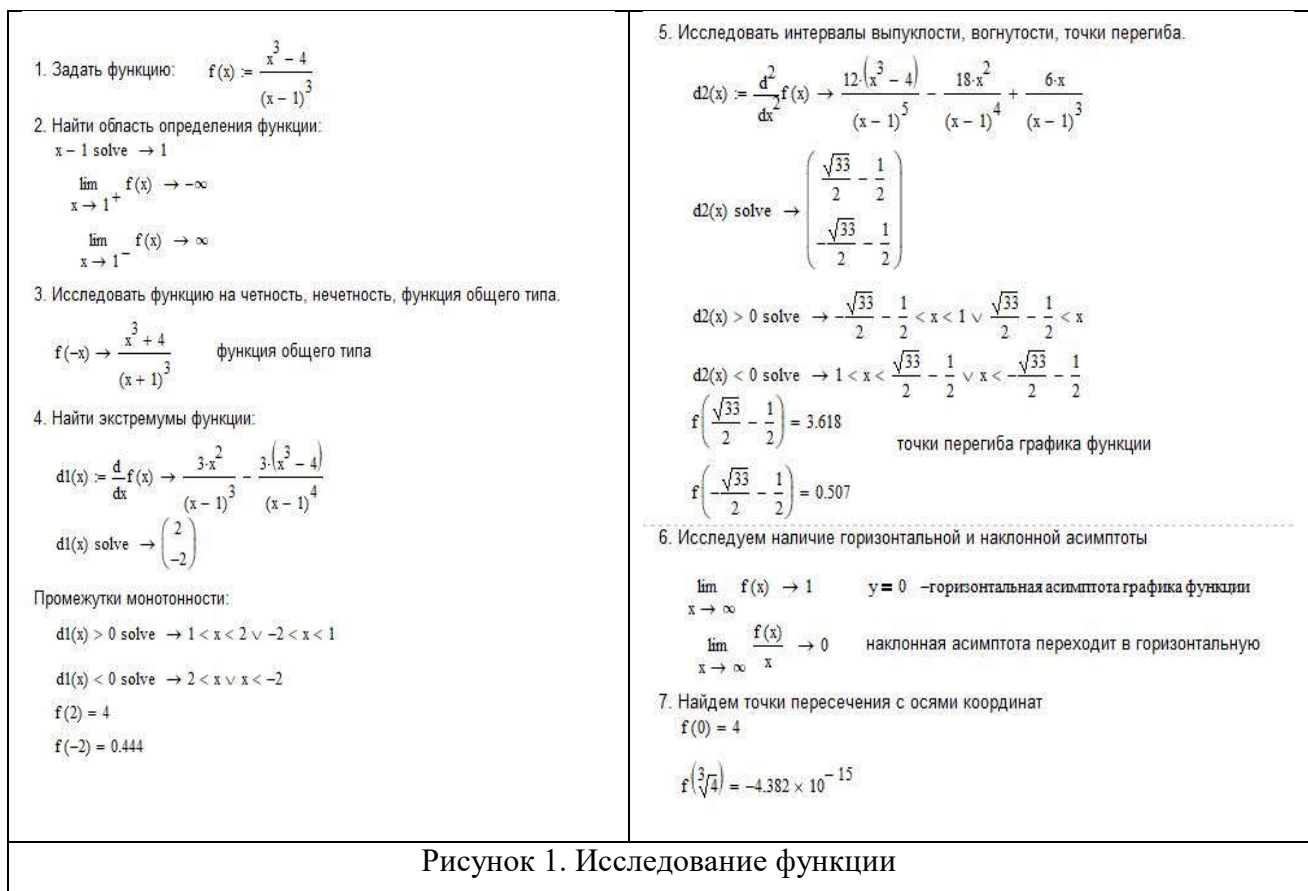 1. Задать функцию: f(x) := (x^3 − 4)/(x − 1)^3
2. Найти область определения функции:
x − 1 solve → 1
lim x → 1^+ f(x) → −∞
lim x → 1^− f(x) → ∞
3. Исследовать функцию на четность, нечетность, функция общего типа.
f(−x) → (x^3 + 4)/(x + 1)^3 функция общего типа
4. Найти экстремумы функции:
d1(x) := d/dx f(x) → 3·x^2/(x − 1)^3 − 3·(x^3 − 4)/(x − 1)^4
d1(x) solve → (2 −2)
Промежутки монотонности:
d1(x) > 0 solve → 1 < x < 2 ∨ −2 < x < 1
d1(x) < 0 solve → 2 < x ∨ x < −2
f(2) = 4
f(−2) = 0.444
5. Исследовать интервалы выпуклости, вогнутости, точки перегиба.
d2(x) := d^2/dx^2 f(x) → 12·(x^3 − 4)/(x − 1)^5 − 18·x^2/(x − 1)^4 + 6·x/(x − 1)^3
d2(x) solve → (√33/2 − 1/2 −√33/2 − 1/2)
d2(x) > 0 solve → −√33/2 − 1/2 < x < 1 ∨ √33/2 − 1/2 < x
d2(x) < 0 solve → 1 < x < √33/2 − 1/2 ∨ x < −√33/2 − 1/2
f(√33/2 − 1/2) = 3.618
точки перегиба графика функции
f(−√33/2 − 1/2) = 0.507
6. Исследуем наличие горизонтальной и наклонной асимптоты
lim x → ∞ f(x) → 1 y = 0 −горизонтальная асимптота графика функции
lim x → ∞ f(x)/x → 0 наклонная асимптота переходит в горизонтальную
7. Найдем точки пересечения с осями координат
f(0) = 4
f(∛4) = −4.382 × 10^−15
Рисунок 1. Исследование функции